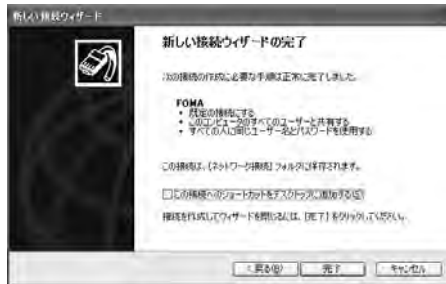 新しい接続ウィザード
新しい接続ウィザードの完了
次の接続の作成に必要な手順は正常に完了しました。
FOMA
• 既定の接続にする
• このコンピュータのすべてのユーザーと共有する
• すべての人に同じユーザー名とパスワードを使用する
この接続は、[ネットワーク接続] フォルダに保存されます。
この接続へのショートカットをデスクトップに追加する(S)
接続を作成してウィザードを閉じるには、[完了] をクリックしてください。
< 戻る(B)
完了
キャンセル